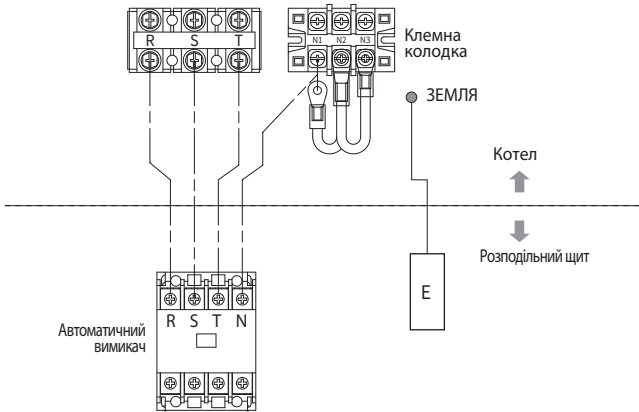 R S T
N1 N2 N3
Клемна
колодка
ЗЕМЛЯ
Котел
Розподільний щит
E
R S T N
Автоматичний
вимикач